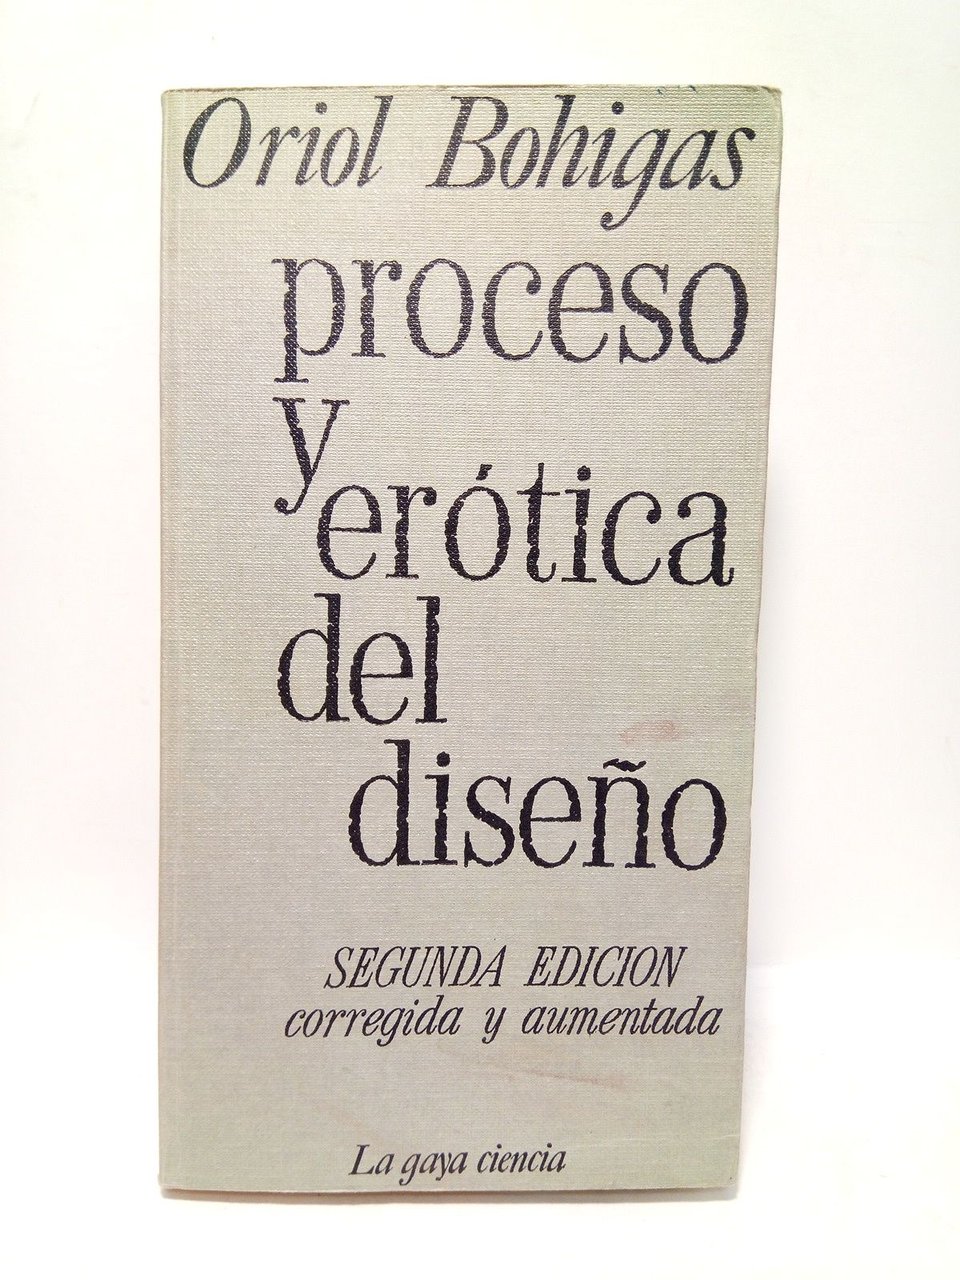 Oriol Bohigas
proceso
y
erótica
del
diseño
SEGUNDA EDICION
corregida y aumentada
La gaya ciencia